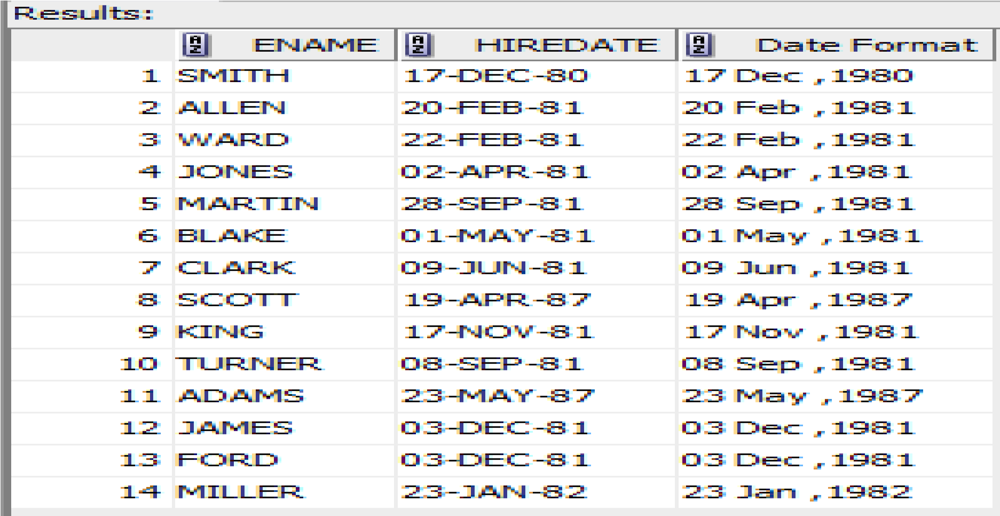 Results:
ENAME HIREDATE Date Format
1 SMITH 17-DEC-80 17 Dec ,1980
2 ALLEN 20-FEB-81 20 Feb ,1981
3 WARD 22-FEB-81 22 Feb ,1981
4 JONES 02-APR-81 02 Apr ,1981
5 MARTIN 28-SEP-81 28 Sep ,1981
6 BLAKE 01-MAY-81 01 May ,1981
7 CLARK 09-JUN-81 09 Jun ,1981
8 SCOTT 19-APR-87 19 Apr ,1987
9 KING 17-NOV-81 17 Nov ,1981
10 TURNER 08-SEP-81 08 Sep ,1981
11 ADAMS 23-MAY-87 23 May ,1987
12 JAMES 03-DEC-81 03 Dec ,1981
13 FORD 03-DEC-81 03 Dec ,1981
14 MILLER 23-JAN-82 23 Jan ,1982